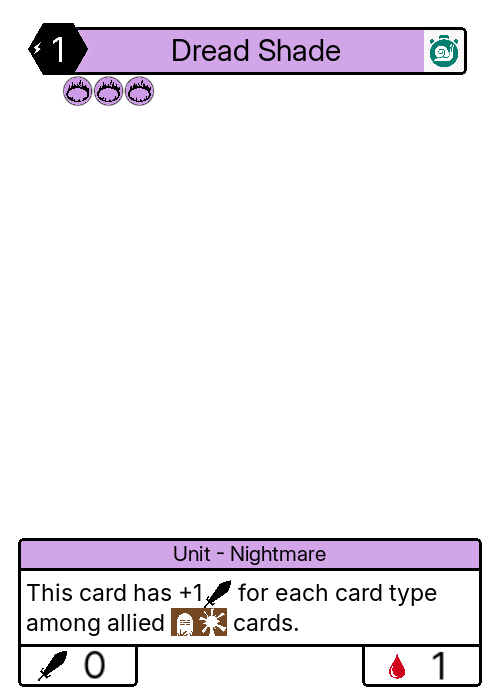 1
Dread Shade
Unit - Nightmare
This card has +1 for each card type
among allied cards.
0
1